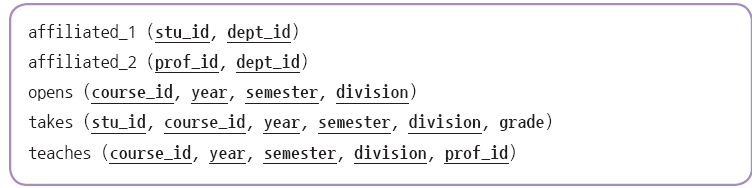 affiliated_1 (stu_id, dept_id)
affiliated_2 (prof_id, dept_id)
opens (course_id, year, semester, division)
takes (stu_id, course_id, year, semester, division, grade)
teaches (course_id, year, semester, division, prof_id)